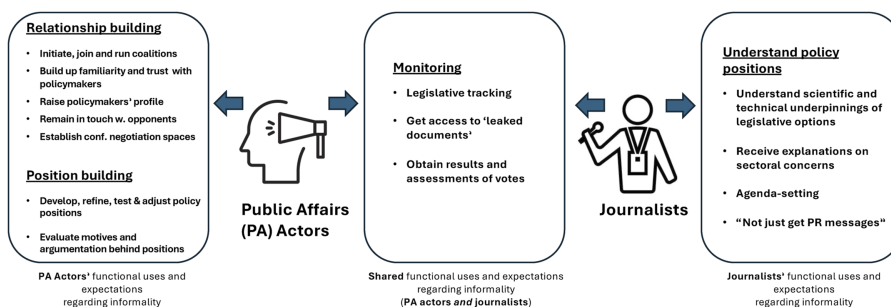 Relationship building
• Initiate, join and run coalitions
• Build up familiarity and trust with
policymakers
• Raise policymakers' profile
• Remain in touch w. opponents
• Establish conf. negotiation spaces
Position building
• Develop, refine, test & adjust policy
positions
• Evaluate motives and
argumentation behind positions
PA Actors' functional uses and
expectations
regarding informality
Public Affairs
(PA) Actors
Monitoring
• Legislative tracking
• Get access to 'leaked
documents'
• Obtain results and
assessments of votes
Shared functional uses and expectations
regarding informality
(PA actors and journalists)
Journalists
Understand policy
positions
• Understand scientific and
technical underpinnings of
legislative options
• Receive explanations on
sectoral concerns
• Agenda-setting
• "Not just get PR messages"
Journalists' functional uses and
expectations
regarding informality